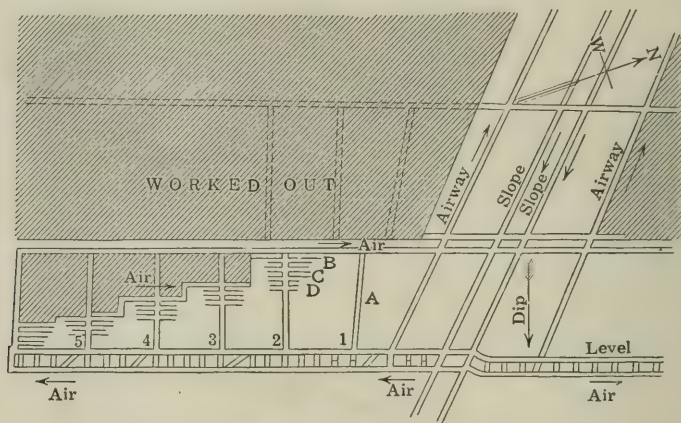 W
N
Airway
Slope
Slope
Airway
WORKED OUT
Air
Air
B
C
D
A
Dip
5
4
3
2
1
Level
Air
Air
Air